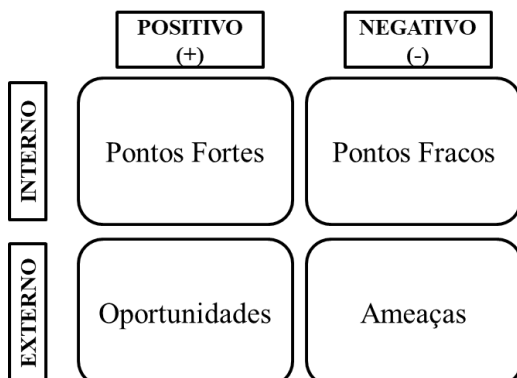 POSITIVO
(+)
NEGATIVO
(-)
INTERNO
Pontos Fortes
Pontos Fracos
EXTERNO
Oportunidades
Ameaças